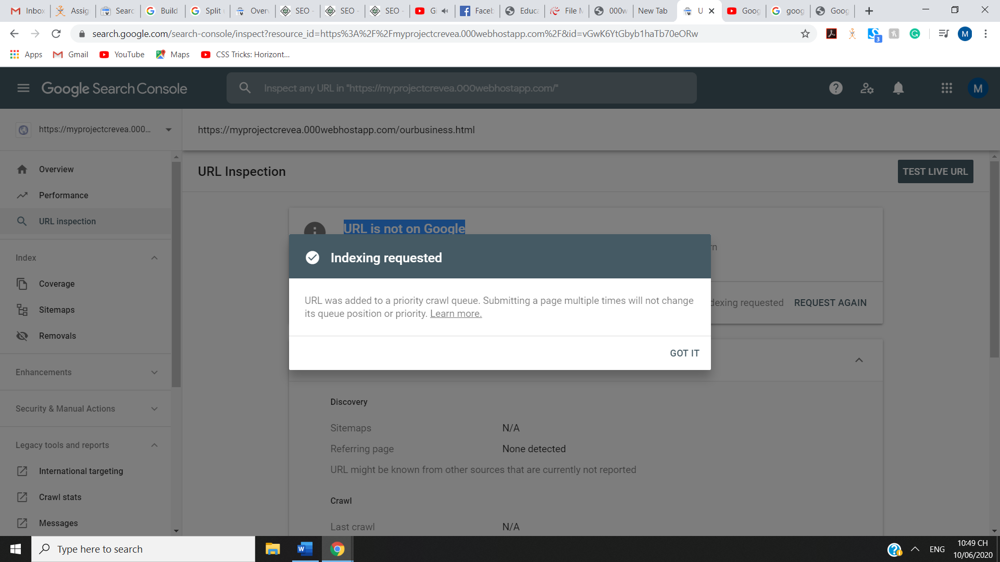 Inbox
Assig
Searc
Build
Split
Overv
SEO -
SEO -
SEO -
Gi
Faceb
Educa
File M
000w
New Tab
U
Goog
goog
Goog
search.google.com/search-console/inspect?resource_id=https%3A%2F%2Fmyprojectcrevea.000webhostapp.com%2F&id=vGwK6YtGbyb1haTb70eORw
3
M
Apps
Gmail
YouTube
Maps
CSS Tricks: Horizont...
Google Search Console
Inspect any URL in "https://myprojectcrevea.000webhostapp.com/"
M
https://myprojectcrevea.000...
https://myprojectcrevea.000webhostapp.com/ourbusiness.html
Overview
Performance
URL inspection
Index
Coverage
Sitemaps
Removals
Enhancements
Security & Manual Actions
Legacy tools and reports
International targeting
Crawl stats
Messages
URL Inspection
TEST LIVE URL
URL is not on Google
rn
Indexing requested
URL was added to a priority crawl queue. Submitting a page multiple times will not change
its queue position or priority. Learn more.
GOT IT
dexing requested
REQUEST AGAIN
Discovery
Sitemaps N/A
Referring page None detected
URL might be known from other sources that are currently not reported
Crawl
Last crawl N/A
Type here to search
ENG
10:49 CH
10/06/2020